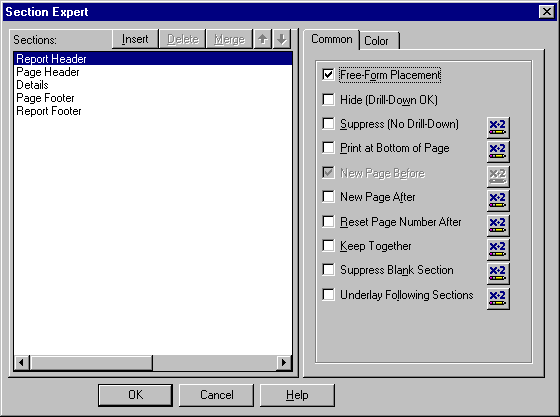 Section Expert
Sections:
Insert
Delete
Merge
Report Header
Page Header
Details
Page Footer
Report Footer
Common
Color
Free-Form Placement
Hide (Drill-Down OK)
Suppress (No Drill-Down)
X+2
Print at Bottom of Page
X+2
New Page Before
X+2
New Page After
X+2
Reset Page Number After
X+2
Keep Together
X+2
Suppress Blank Section
X+2
Underlay Following Sections
X+2
OK
Cancel
Help